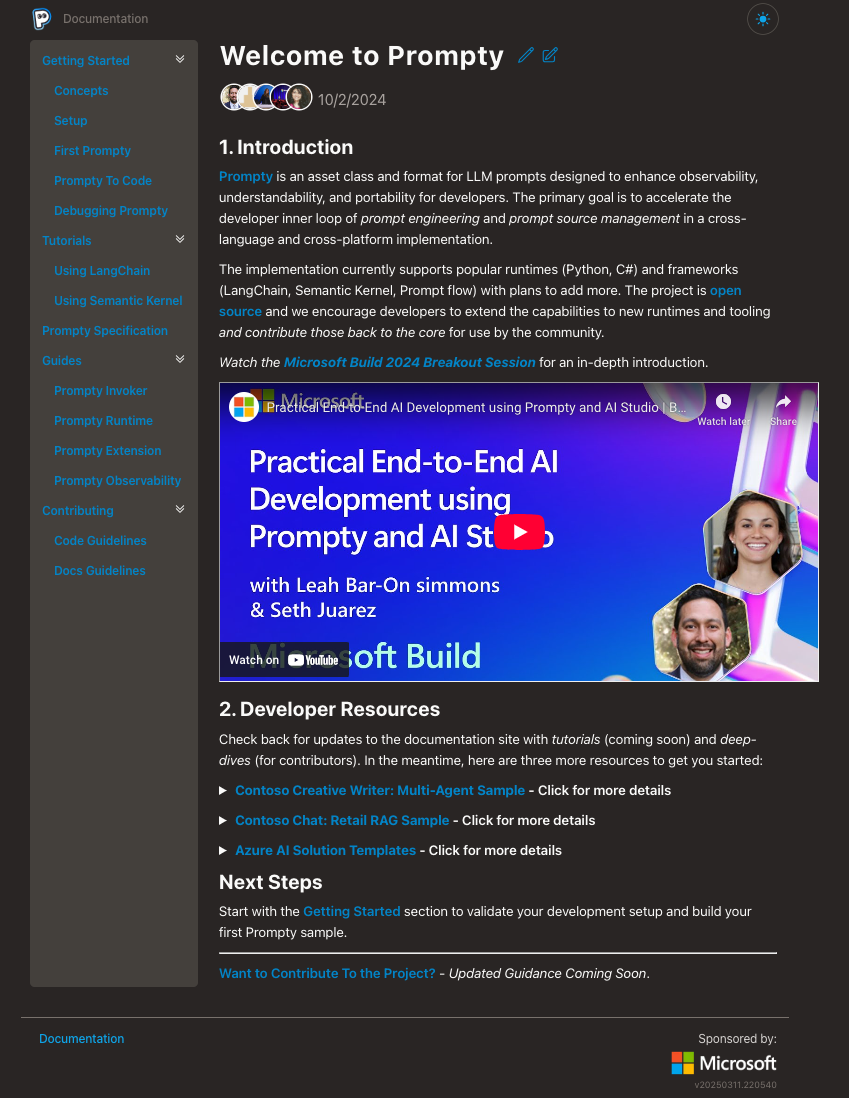 Documentation
Getting Started
Concepts
Setup
First Prompty
Prompty To Code
Debugging Prompty
Tutorials
Using LangChain
Using Semantic Kernel
Prompty Specification
Guides
Prompty Invoker
Prompty Runtime
Prompty Extension
Prompty Observability
Contributing
Code Guidelines
Docs Guidelines
Welcome to Prompty
10/2/2024
1. Introduction
Prompty is an asset class and format for LLM prompts designed to enhance observability,
understandability, and portability for developers. The primary goal is to accelerate the
developer inner loop of prompt engineering and prompt source management in a cross-
language and cross-platform implementation.
The implementation currently supports popular runtimes (Python, C#) and frameworks
(LangChain, Semantic Kernel, Prompt flow) with plans to add more. The project is open
source and we encourage developers to extend the capabilities to new runtimes and tooling
and contribute those back to the core for use by the community.
Watch the Microsoft Build 2024 Breakout Session for an in-depth introduction.
Microsoft
Practical End-to-End AI Development using Prompty and AI Studio | B...
Watch later
Share
Practical End-to-End AI
Development using
Prompty and AI St o
with Leah Bar-On simmons
& Seth Juarez
Microsoft Build
Watch on YouTube
2. Developer Resources
Check back for updates to the documentation site with tutorials (coming soon) and deep-
dives (for contributors). In the meantime, here are three more resources to get you started:
Contoso Creative Writer: Multi-Agent Sample - Click for more details
Contoso Chat: Retail RAG Sample - Click for more details
Azure AI Solution Templates - Click for more details
Next Steps
Start with the Getting Started section to validate your development setup and build your
first Prompty sample.
Want to Contribute To the Project? - Updated Guidance Coming Soon.
Documentation
Sponsored by:
Microsoft
v20250311.220540